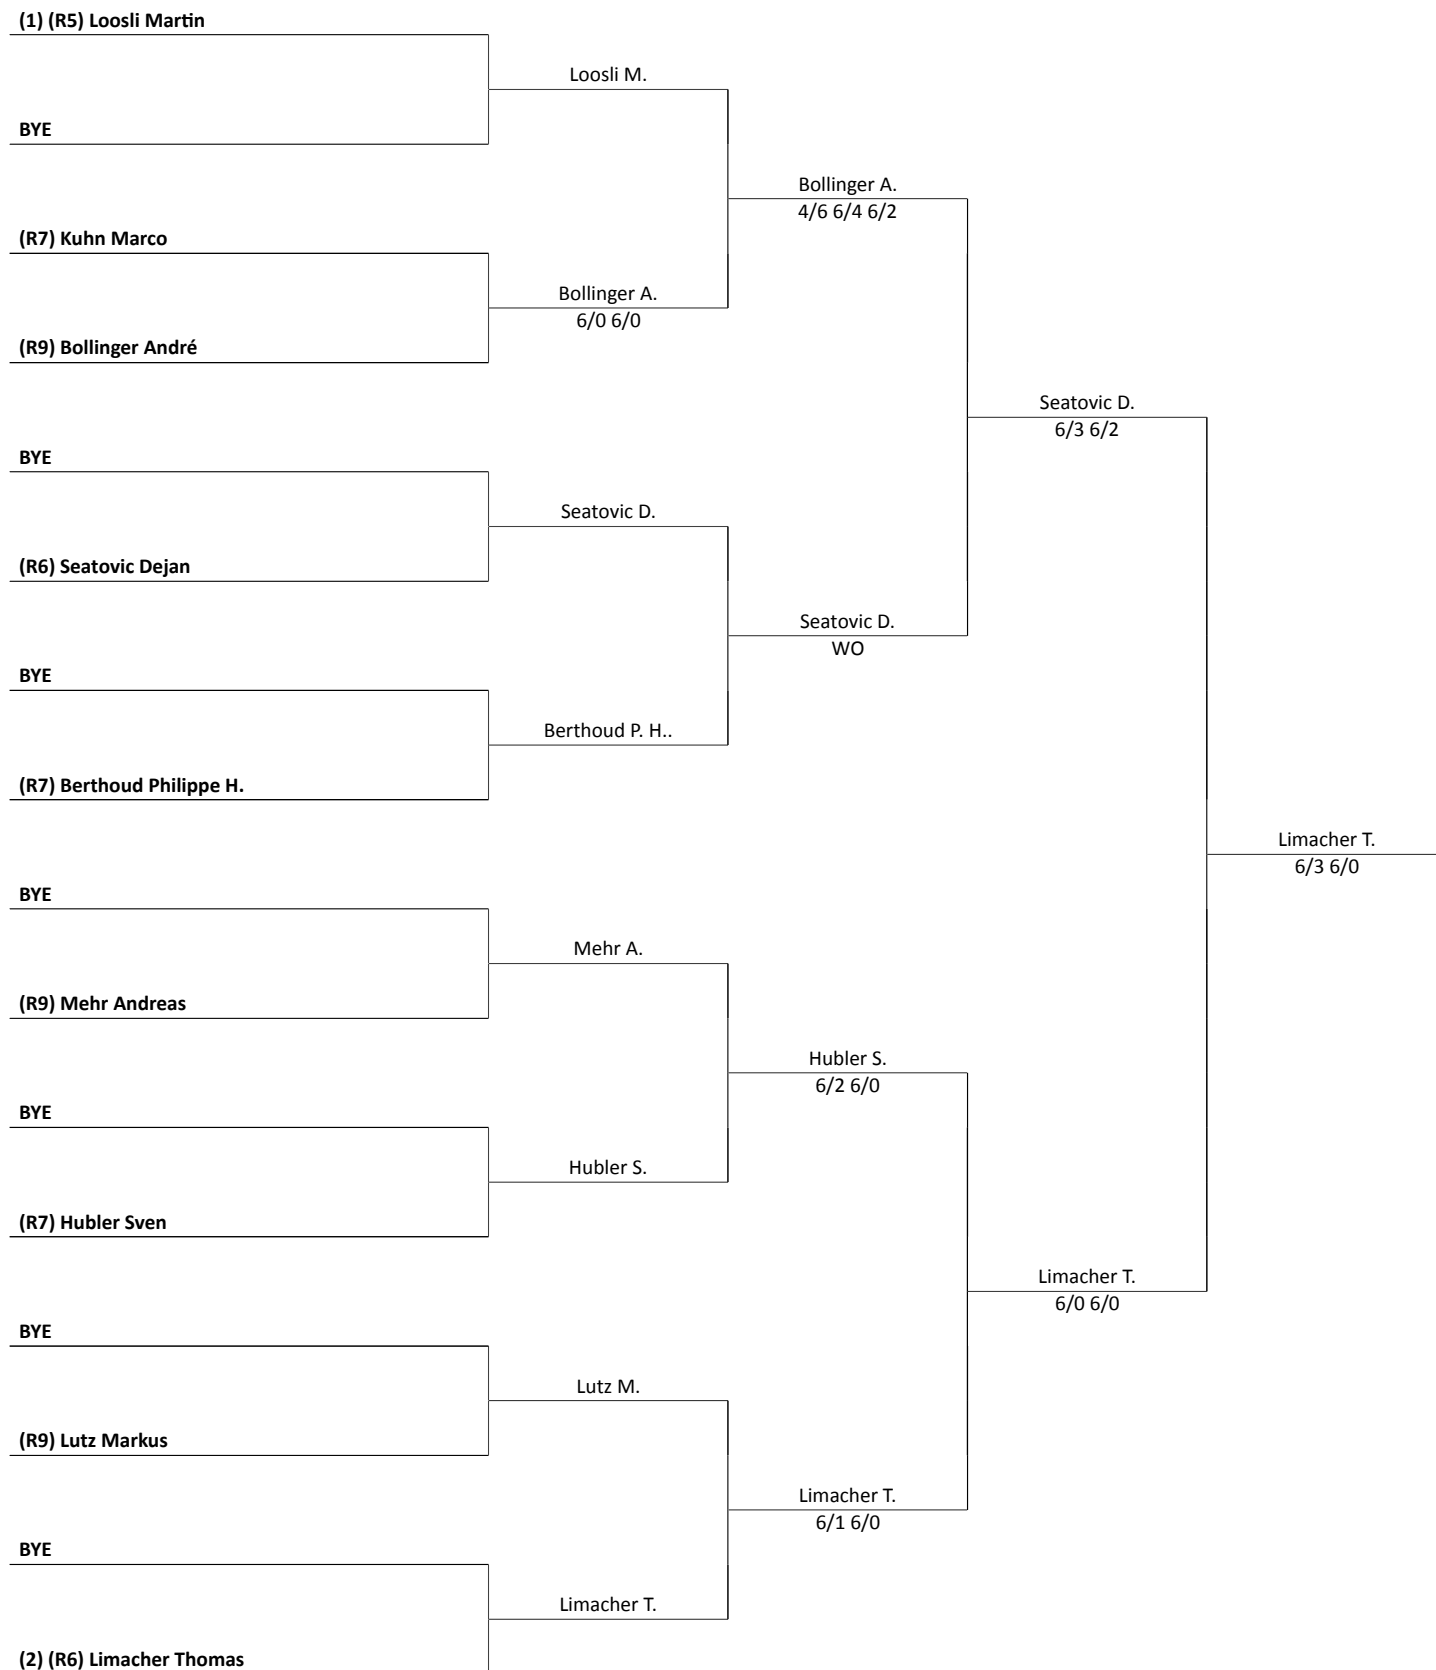 (1) (R5) Loosli Martin
Loosli M.
BYE
Bollinger A.
4/6 6/4 6/2
(R7) Kuhn Marco
Bollinger A.
6/0 6/0
(R9) Bollinger André
Seatovic D.
6/3 6/2
BYE
Seatovic D.
(R6) Seatovic Dejan
Seatovic D.
WO
BYE
Berthoud P. H..
(R7) Berthoud Philippe H.
Limacher T.
6/3 6/0
BYE
Mehr A.
(R9) Mehr Andreas
Hubler S.
6/2 6/0
BYE
Hubler S.
(R7) Hubler Sven
Limacher T.
6/0 6/0
BYE
Lutz M.
(R9) Lutz Markus
Limacher T.
6/1 6/0
BYE
Limacher T.
(2) (R6) Limacher Thomas